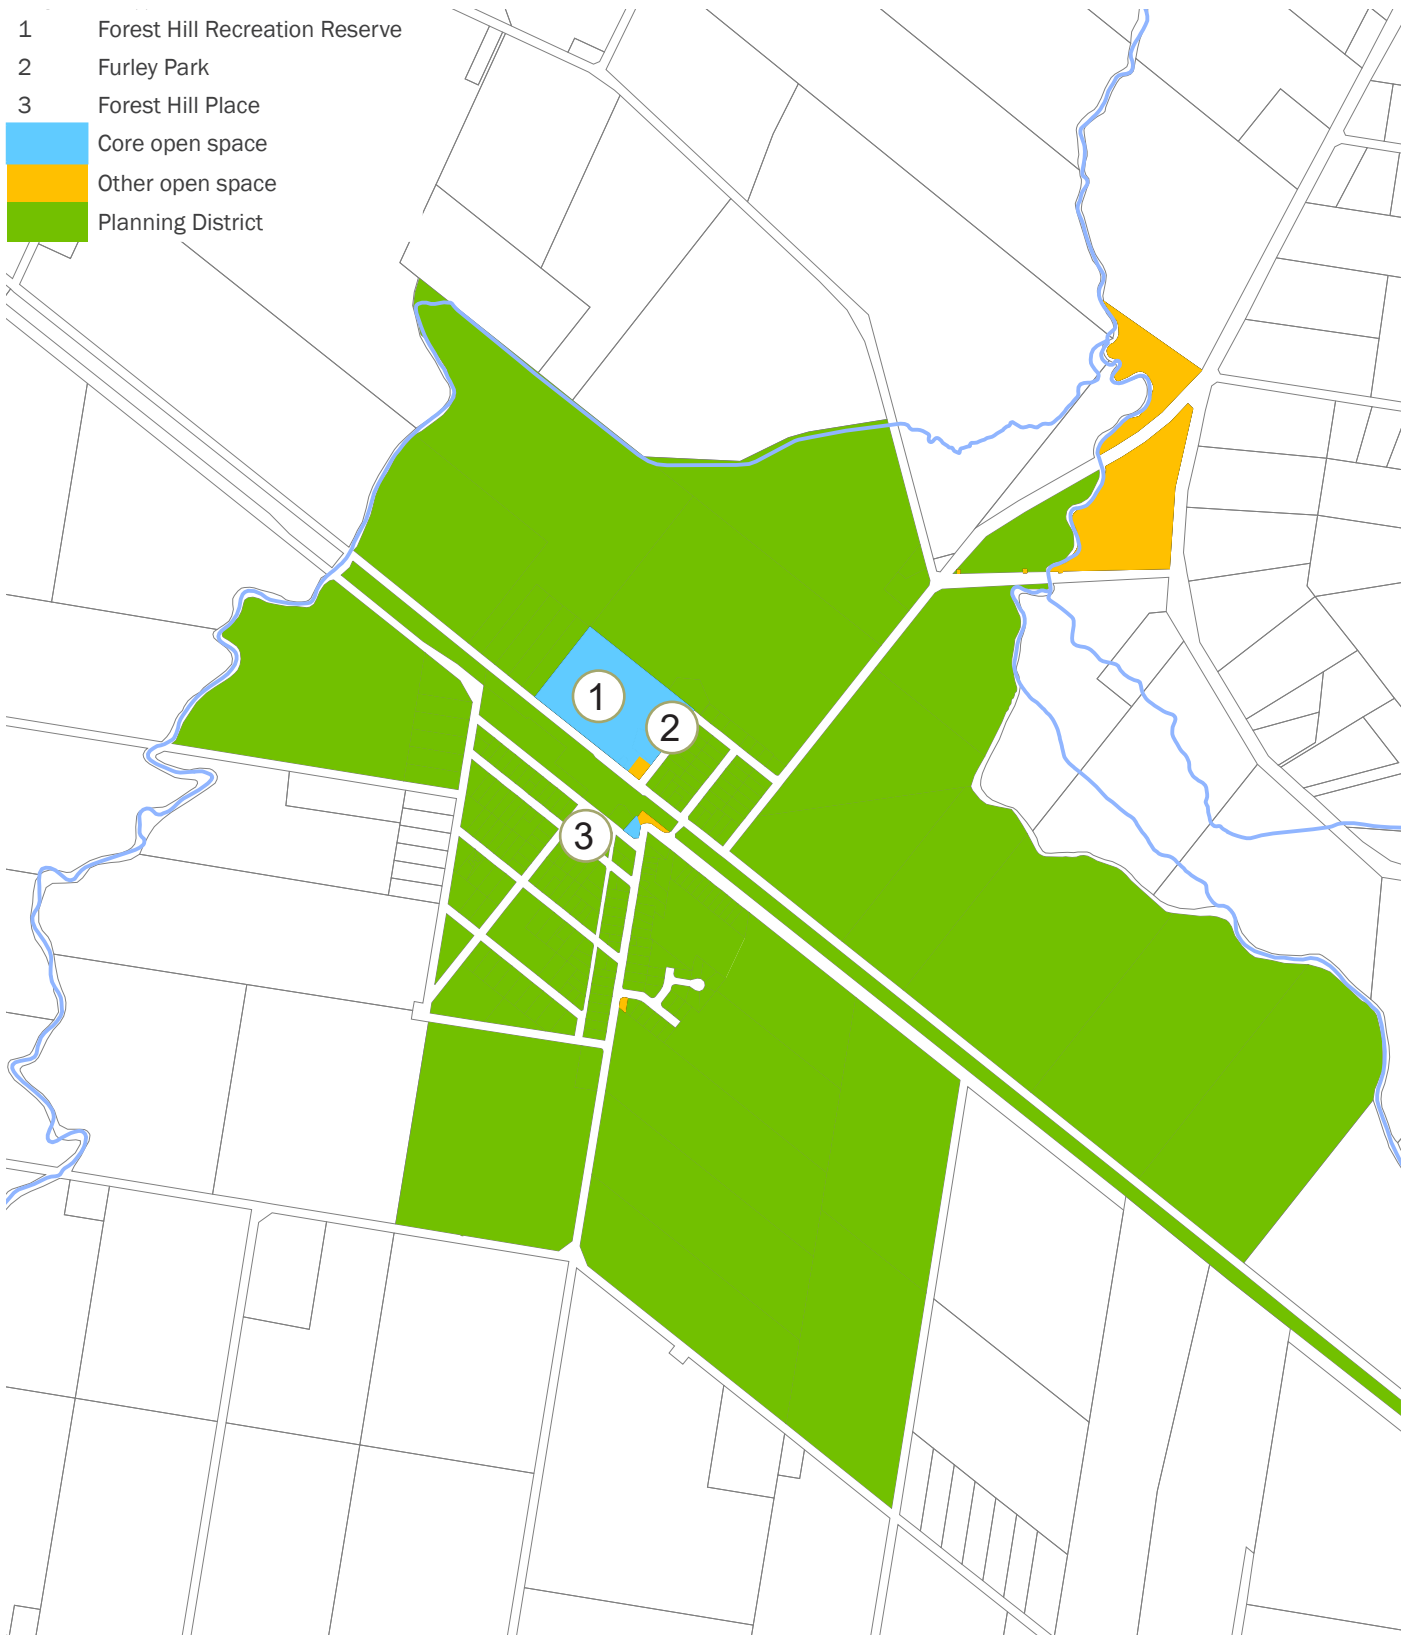 1 Forest Hill Recreation Reserve
2 Furley Park
3 Forest Hill Place
Core open space
Other open space
Planning District
1
2
3